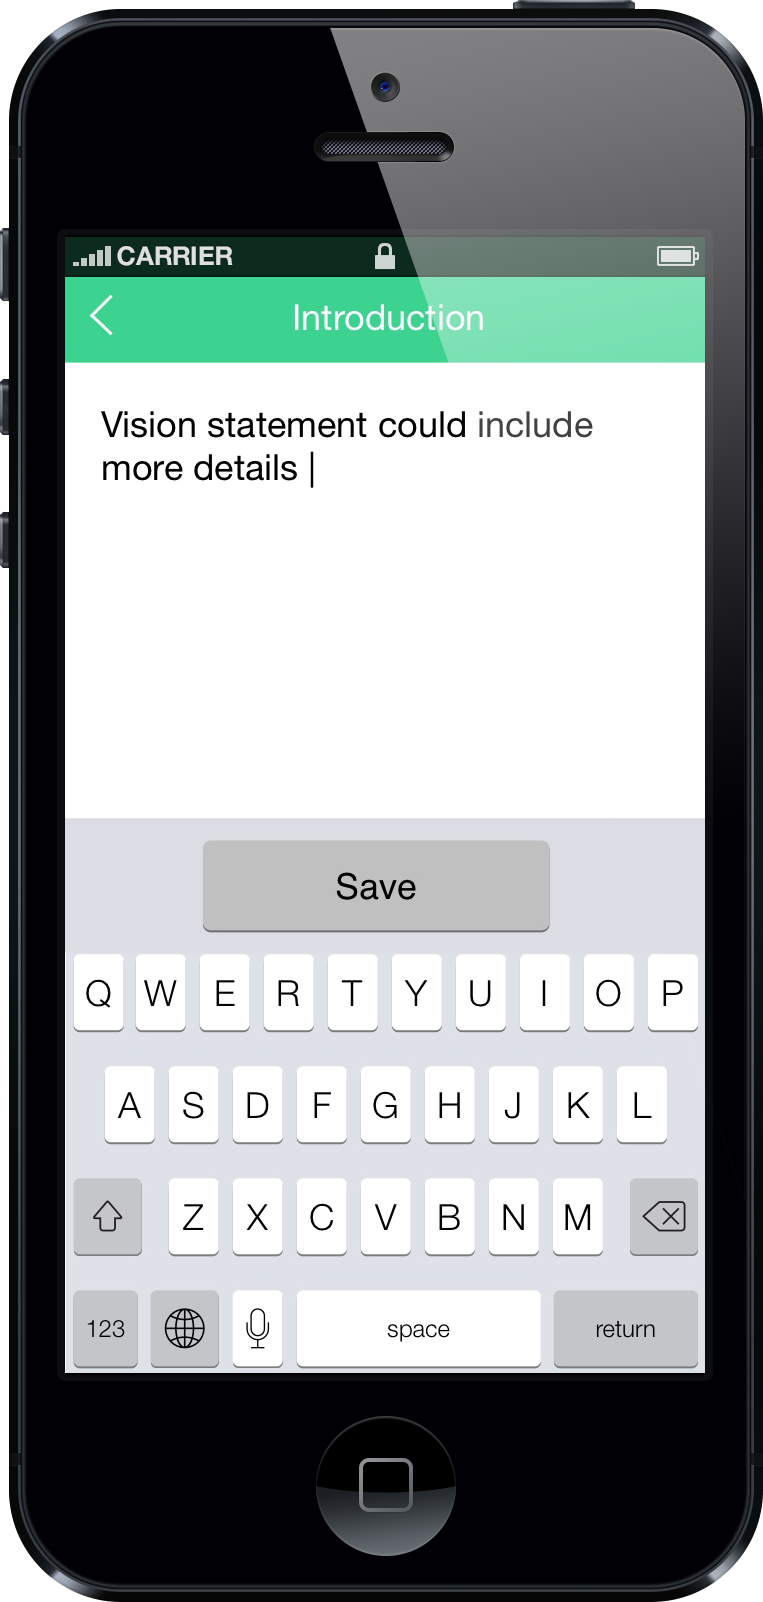 CARRIER
Introduction
Vision statement could include
more details
Save
Q W E R T Y U I O P
A S D F G H J K L
Z X C V B N M
123 space return